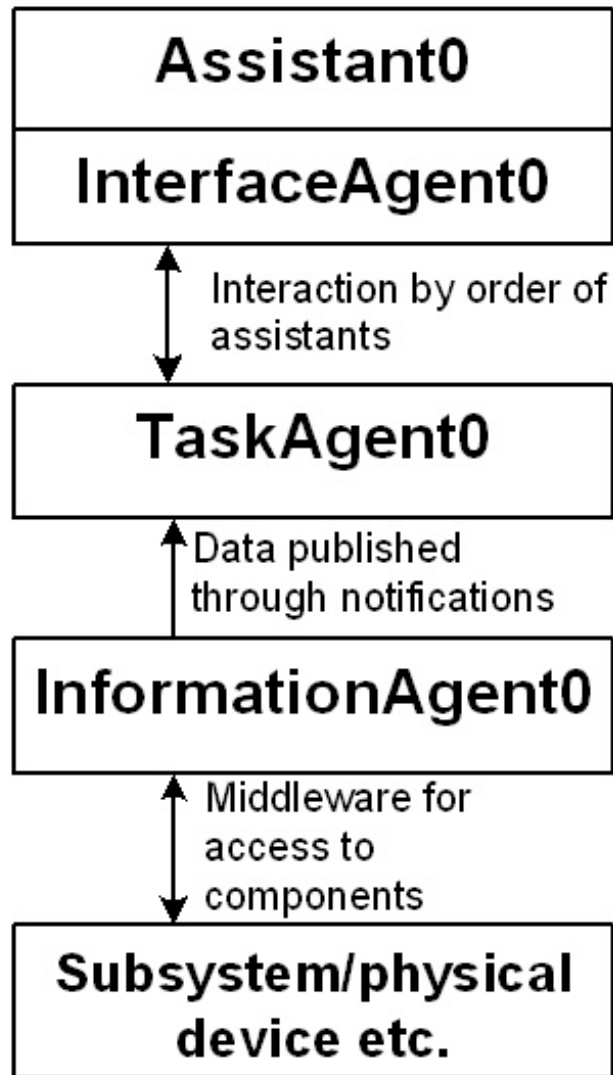 Assistant0
InterfaceAgent0
Interaction by order of
assistants
TaskAgent0
Data published
through notifications
InformationAgent0
Middleware for
access to
components
Subsystem/physical
device etc.